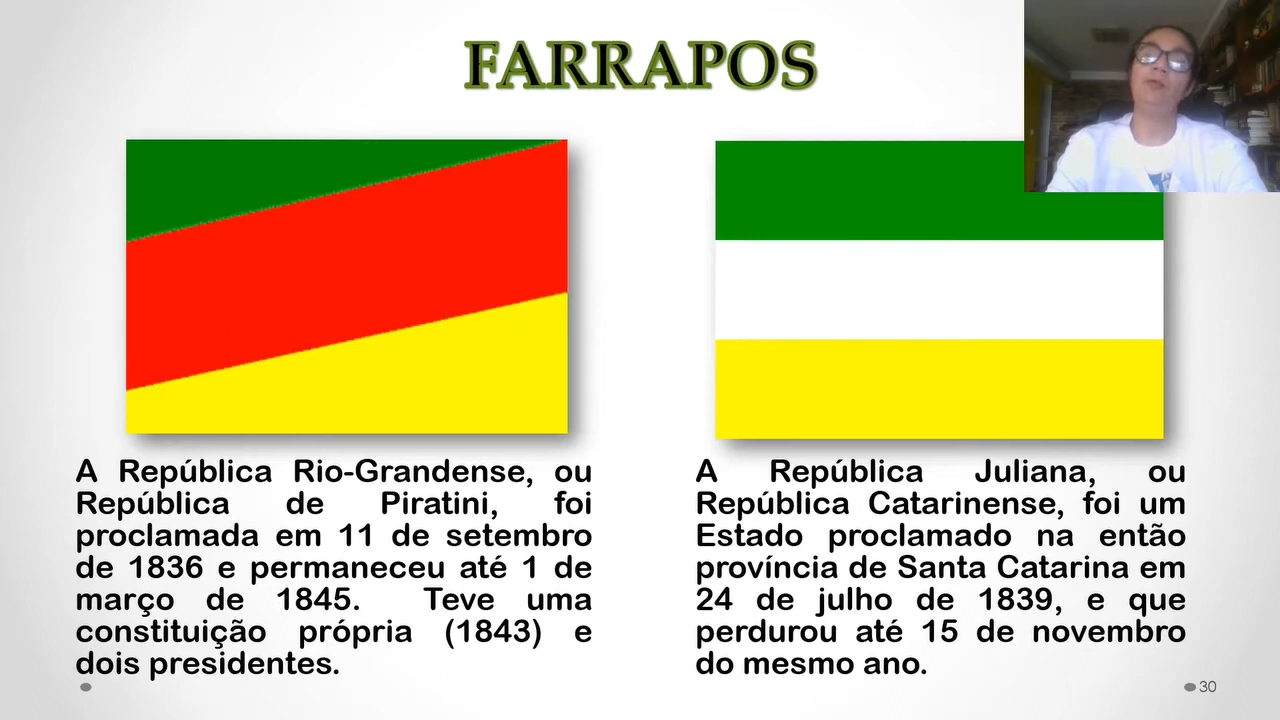 FARRAPOS
A República Rio-Grandense, ou
República de Piratini, foi
proclamada em 11 de setembro
de 1836 e permaneceu até 1 de
março de 1845. Teve uma
constituição própria (1843) e
dois presidentes.
A República Juliana, ou
República Catarinense, foi um
Estado proclamado na então
província de Santa Catarina em
24 de julho de 1839, e que
perdurou até 15 de novembro
do mesmo ano.
30